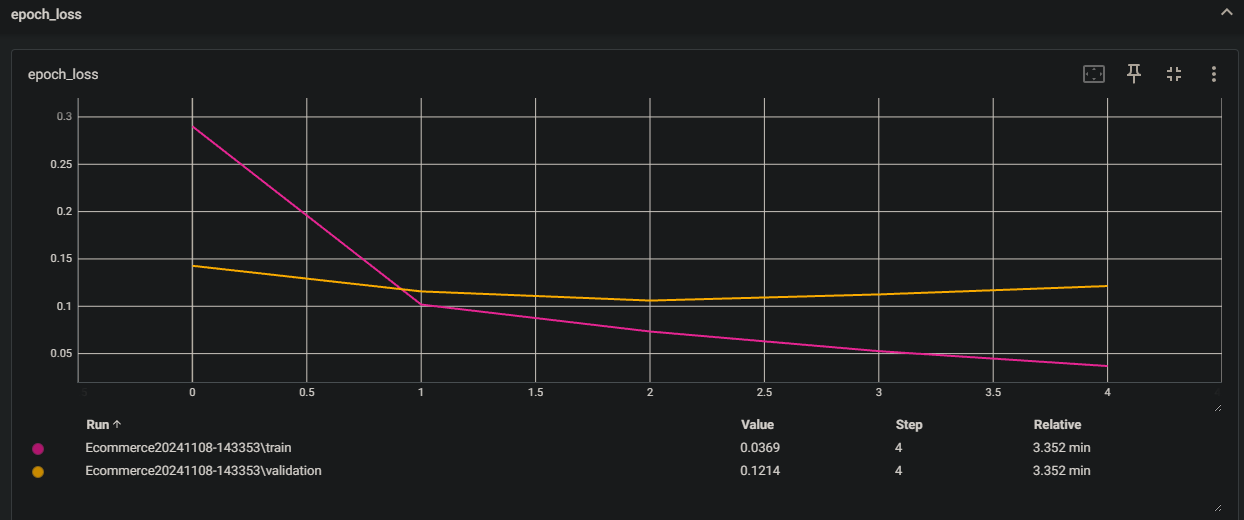 epoch_loss
epoch_loss
0.3
0.25
0.2
0.15
0.1
0.05
0 0.5 1 1.5 2 2.5 3 3.5 4
Run ↑ Value Step Relative
Ecommerce20241108-143353\train 0.0369 4 3.352 min
Ecommerce20241108-143353\validation 0.1214 4 3.352 min